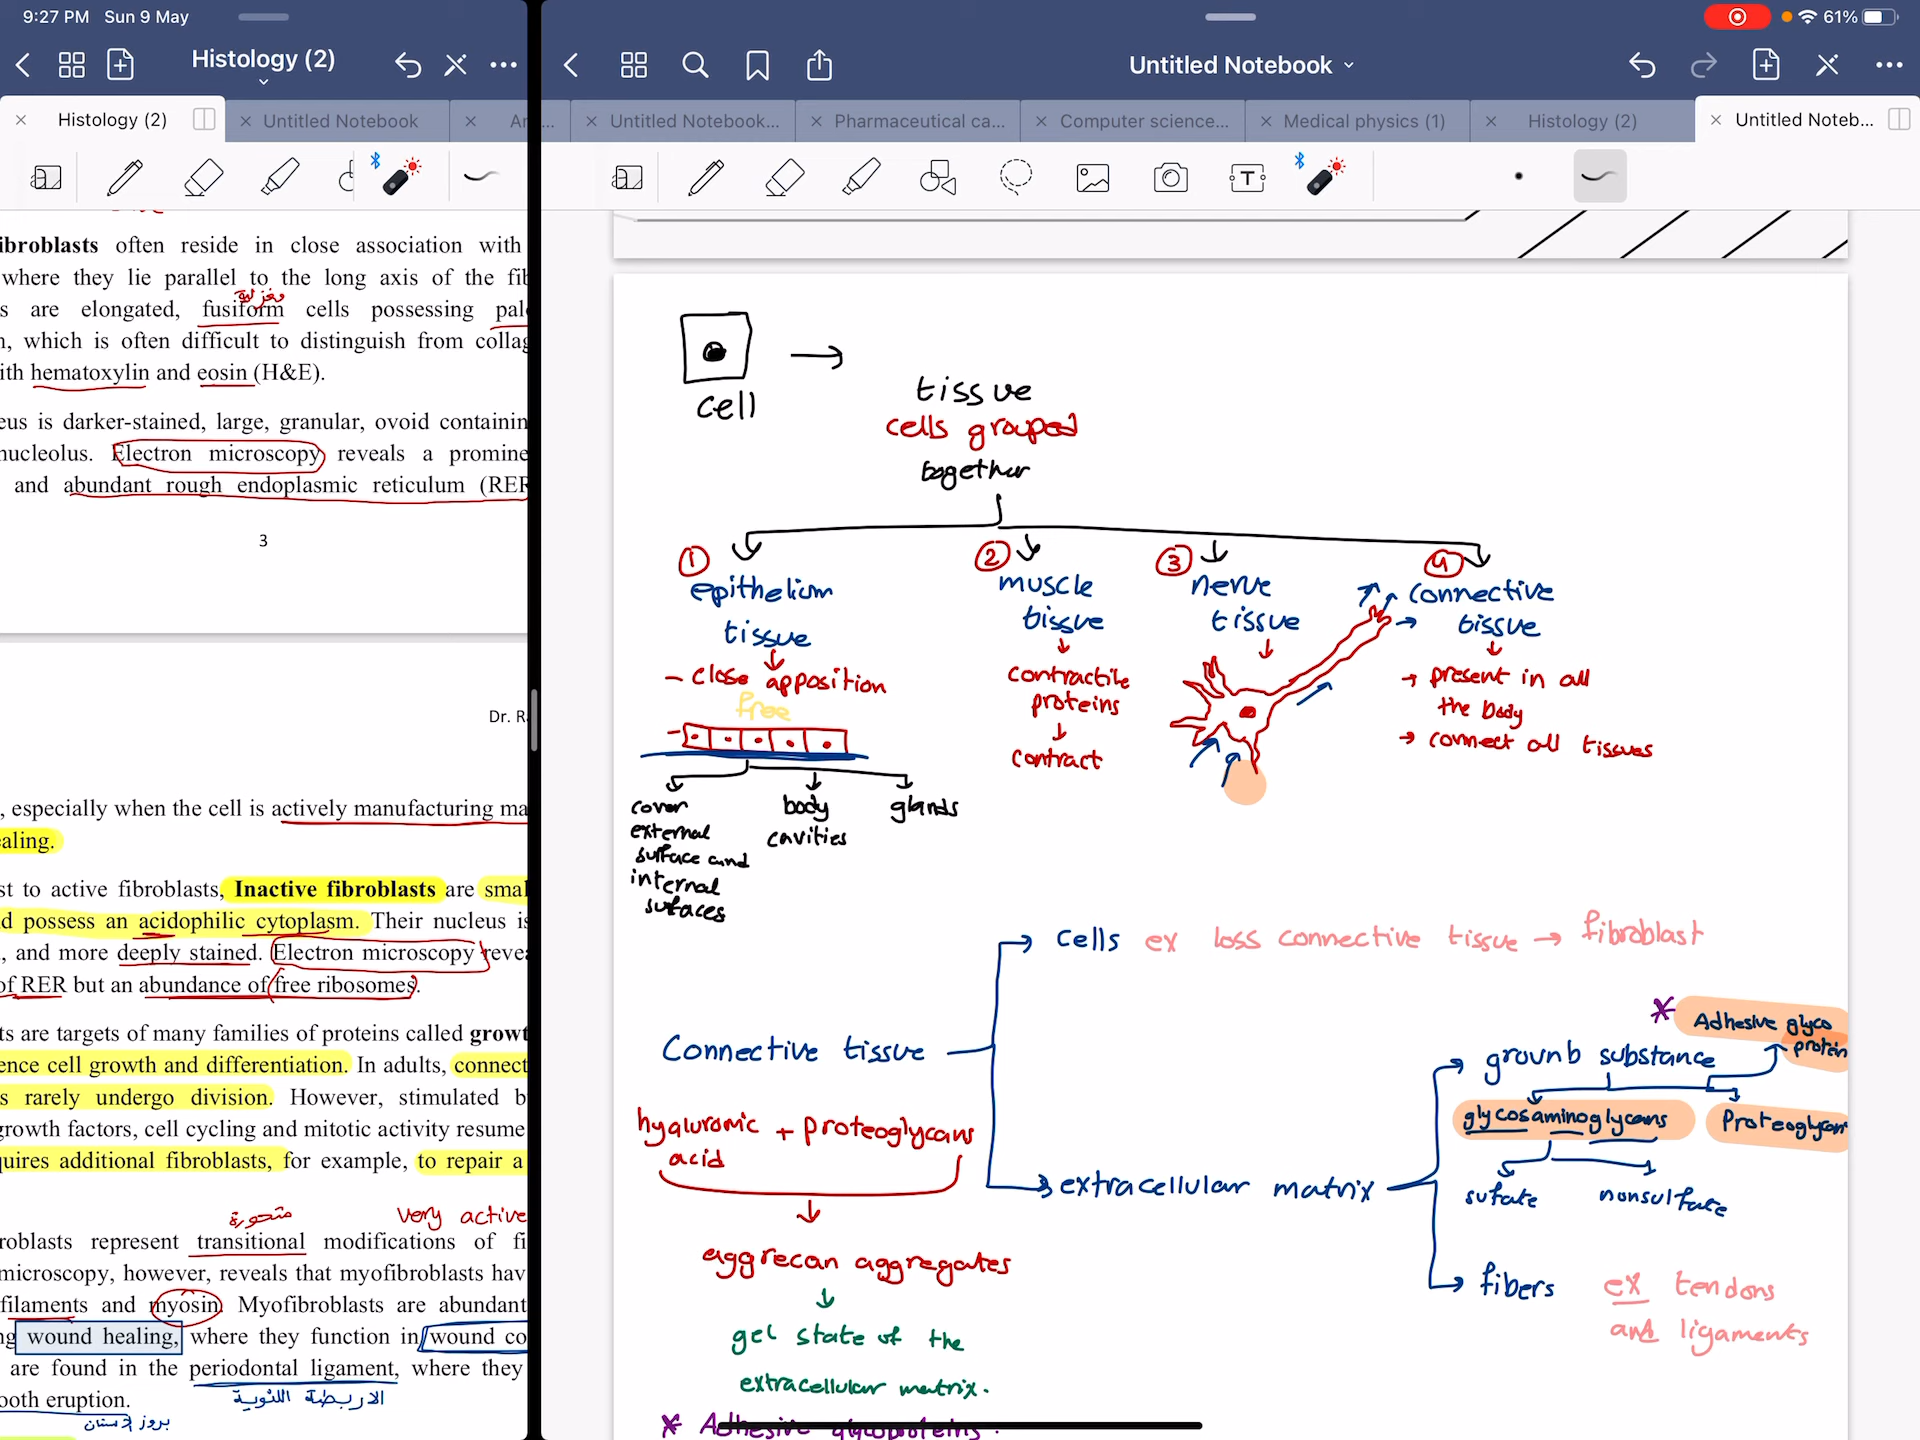 9:27 PM Sun 9 May
61%
Histology (2)
Untitled Notebook
Histology (2)
Untitled Notebook
Ar...
Untitled Notebook...
Pharmaceutical ca...
Computer science...
Medical physics (1)
Histology (2)
Untitled Noteb...
ibroblasts often reside in close association with
where they lie parallel to the long axis of the fib
مغزلية
s are elongated, fusiform cells possessing pal
n, which is often difficult to distinguish from collag
ith hematoxylin and eosin (H&E).
eus is darker-stained, large, granular, ovoid containin
nucleolus. Electron microscopy reveals a promine
and abundant rough endoplasmic reticulum (RER
3
Dr. R
, especially when the cell is actively manufacturing ma
ealing.
st to active fibroblasts, Inactive fibroblasts are smal
d possess an acidophilic cytoplasm. Their nucleus is
, and more deeply stained. Electron microscopy revea
of RER but an abundance of free ribosomes.
ts are targets of many families of proteins called growt
ence cell growth and differentiation. In adults, connect
s rarely undergo division. However, stimulated b
growth factors, cell cycling and mitotic activity resume
quires additional fibroblasts, for example, to repair a
متحورة very active
roblasts represent transitional modifications of fi
microscopy, however, reveals that myofibroblasts hav
filaments and myosin. Myofibroblasts are abundant
ng wound healing, where they function in wound co
are found in the periodontal ligament, where they
الاربطة اللثوية
ooth eruption.
بروز
cell
tissue
cells grouped
together
1
epithelium
tissue
- close apposition
free
cover
external
surface and
internal
sufaces
body
cavities
glands
2
muscle
tissue
contractile
proteins
contract
3
nerve
tissue
4
connective
tissue
→ present in all
the body
→ connect all tissues
Connective tissue
cells ex loss connective tissue → fibroblast
extracellular matrix
* Adhesive glyco
protein
grounb substance
glycosaminoglycans
Proteoglycan
sufate
nonsulfate
fibers ex tendons
and ligaments
hyaluronic + proteoglycans
acid
aggrecan aggregates
gel state of the
extracellular matrix.
* Adhesive glycoproteins.